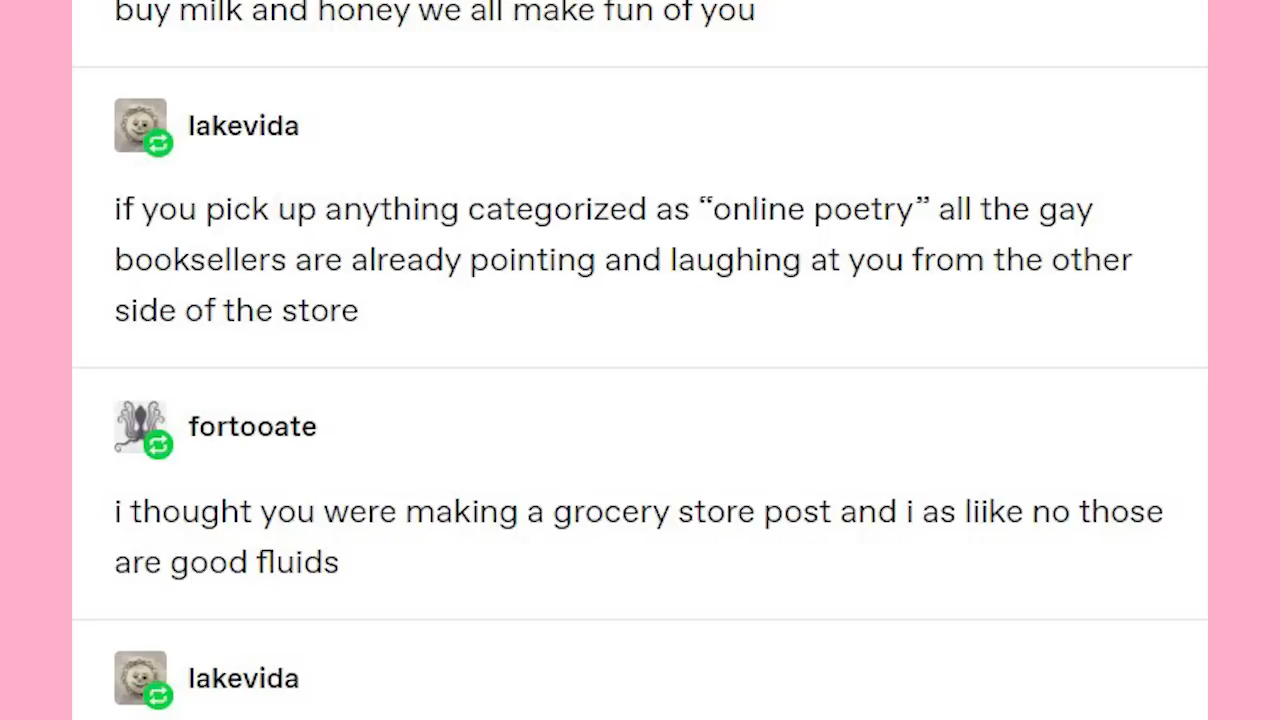 buy milk and honey we all make fun of you
lakevida
if you pick up anything categorized as “online poetry” all the gay
booksellers are already pointing and laughing at you from the other
side of the store
fortooate
i thought you were making a grocery store post and i as liike no those
are good fluids
lakevida